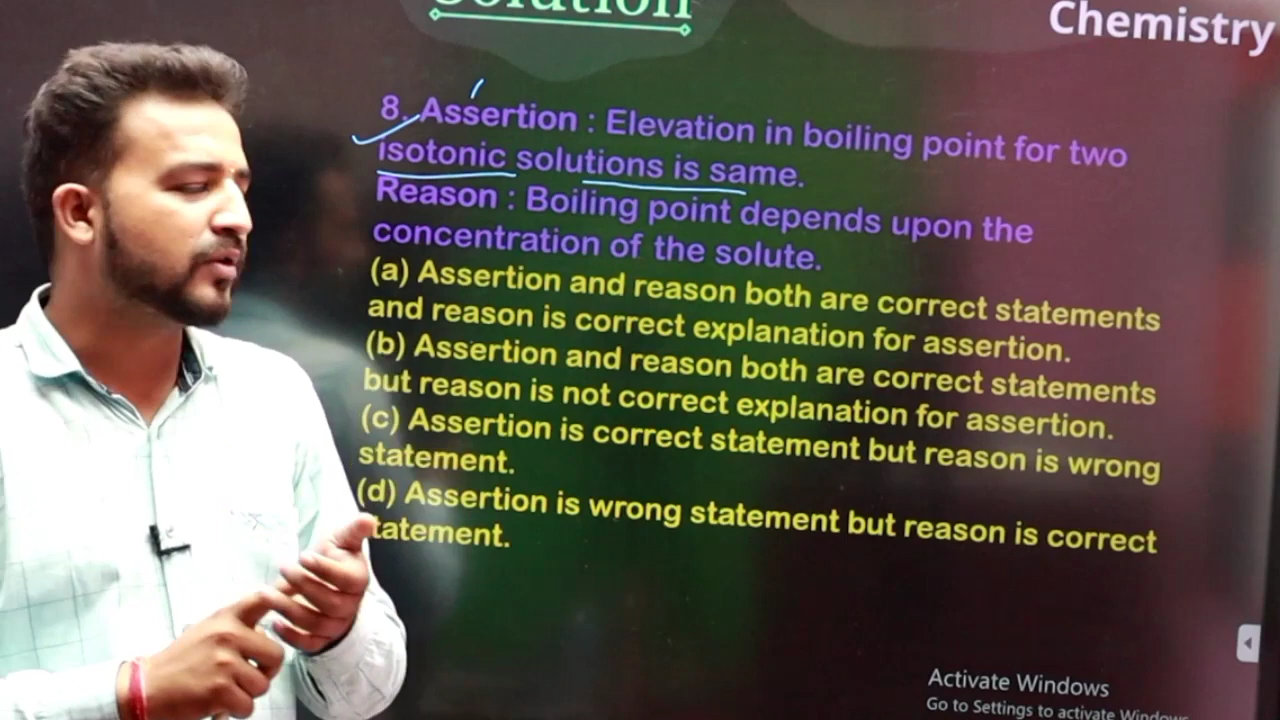 Solution
Chemistry
8. Assertion : Elevation in boiling point for two
isotonic solutions is same.
Reason : Boiling point depends upon the
concentration of the solute.
(a) Assertion and reason both are correct statements
and reason is correct explanation for assertion.
(b) Assertion and reason both are correct statements
but reason is not correct explanation for assertion.
(c) Assertion is correct statement but reason is wrong
statement.
(d) Assertion is wrong statement but reason is correct
tatement.
Activate Windows
Go to Settings to activate Windows